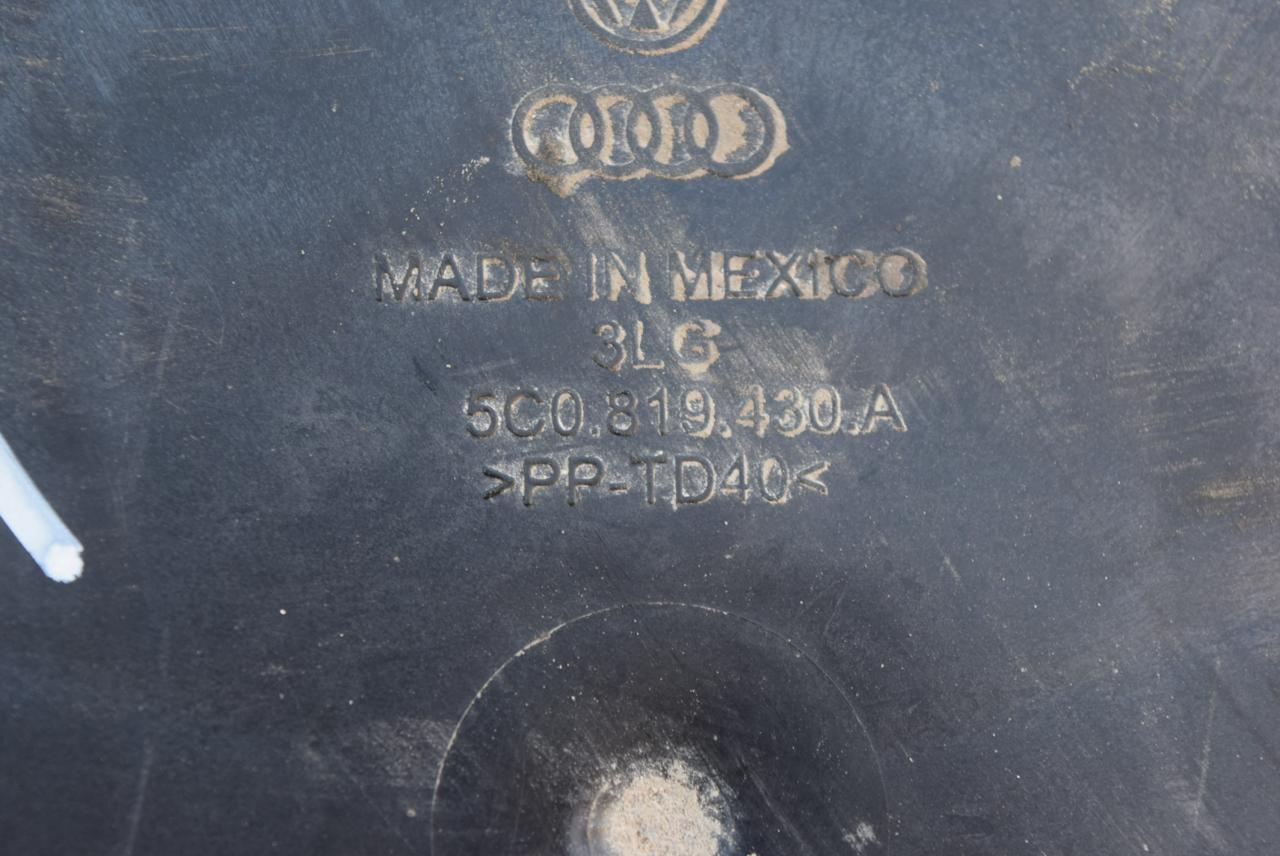 MADE IN MEXICO
3LG
5C0.819.430.A
>PP-TD40<